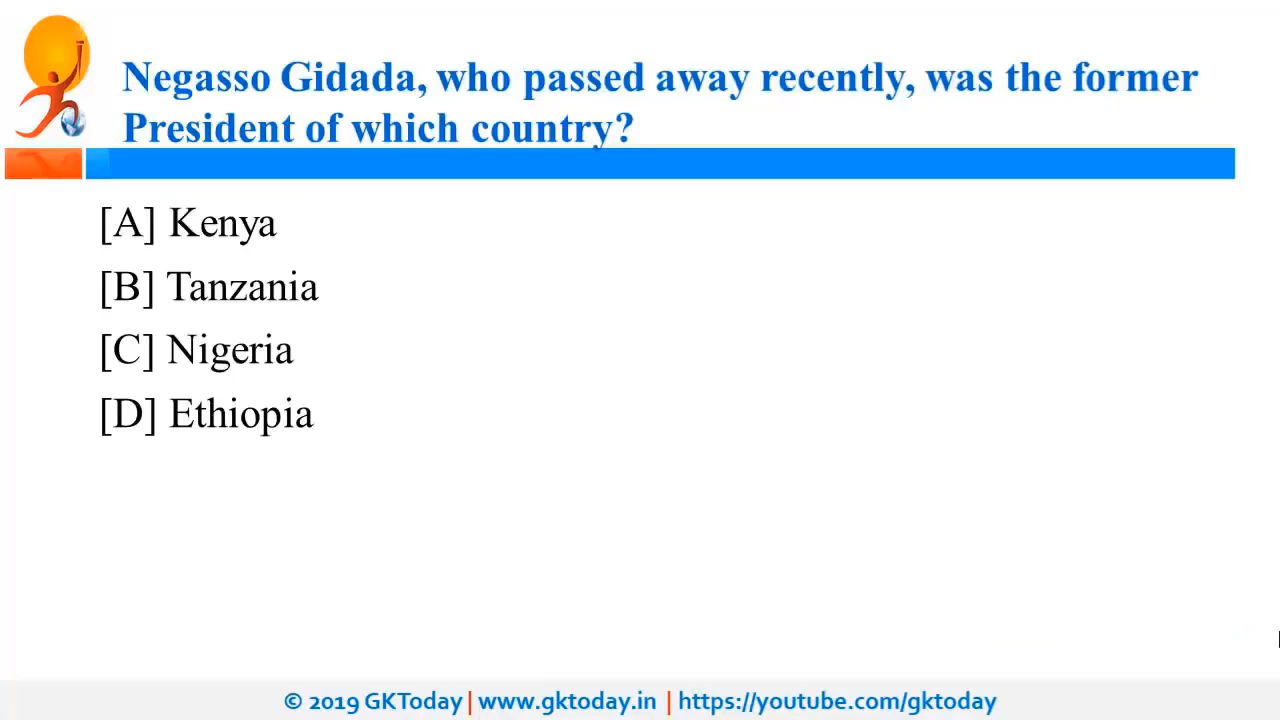 Negasso Gidada, who passed away recently, was the former
President of which country?
[A] Kenya
[B] Tanzania
[C] Nigeria
[D] Ethiopia
© 2019 GKToday | www.gktoday.in | https://youtube.com/gktoday